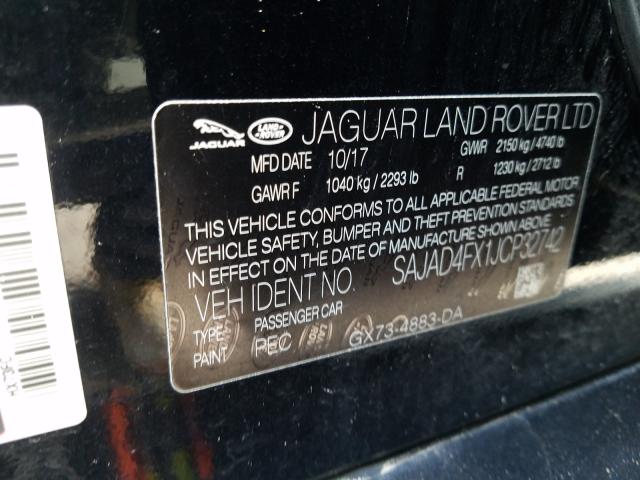 JAGUAR LAND-ROVER JAGUAR LAND ROVER LTD
MFD DATE 10/17 GWR 2150 kg / 4740 lb
GAWR F 1040 kg / 2293 lb R 1230 kg / 2712 lb
THIS VEHICLE CONFORMS TO ALL APPLICABLE FEDERAL MOTOR
VEHICLE SAFETY, BUMPER AND THEFT PREVENTION STANDARDS
IN EFFECT ON THE DATE OF MANUFACTURE SHOWN ABOVE.
VEH IDENT NO. SAJAD4FX1JCP32742
TYPE PASSENGER CAR
PAINT PEC GX73-4883-DA